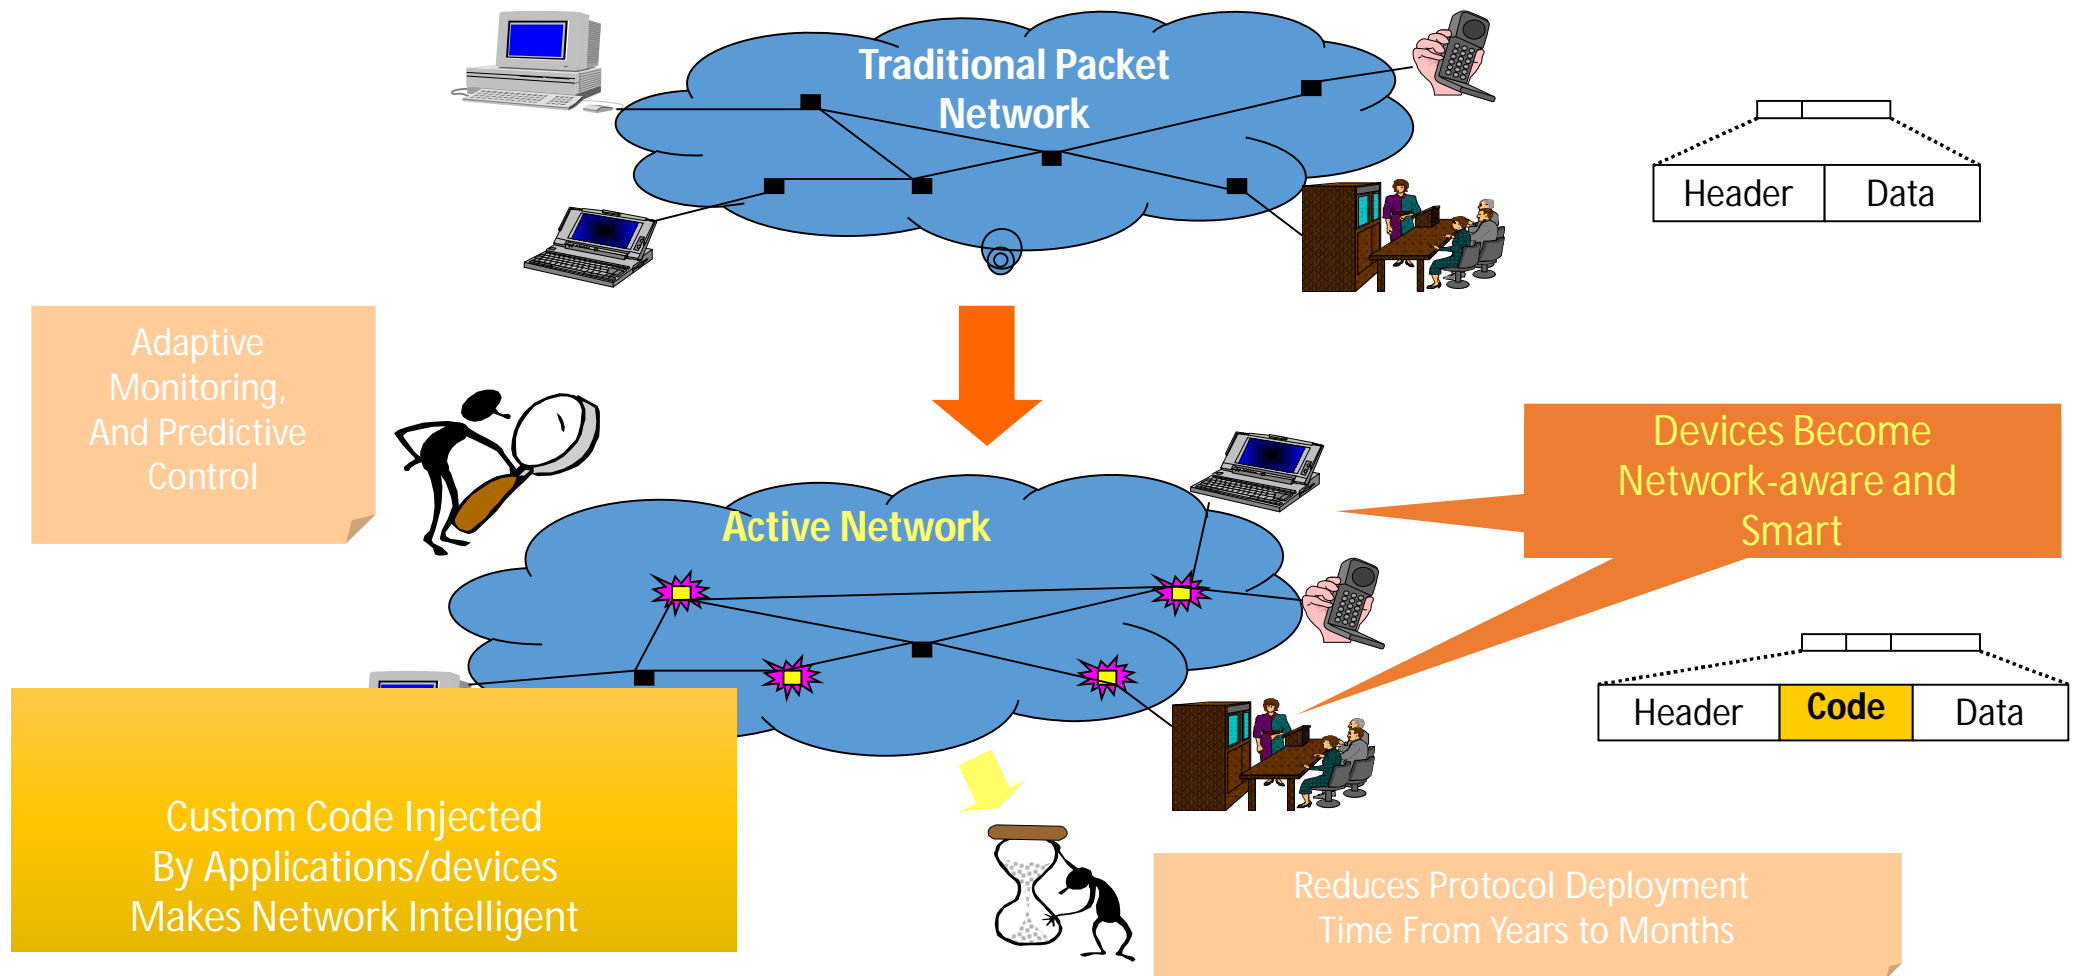 Traditional Packet
Network
Header
Data
Adaptive
Monitoring,
And Predictive
Control
Devices Become
Network-aware and
Smart
Active Network
Header
Code
Data
Custom Code Injected
By Applications/devices
Makes Network Intelligent
Reduces Protocol Deployment
Time From Years to Months